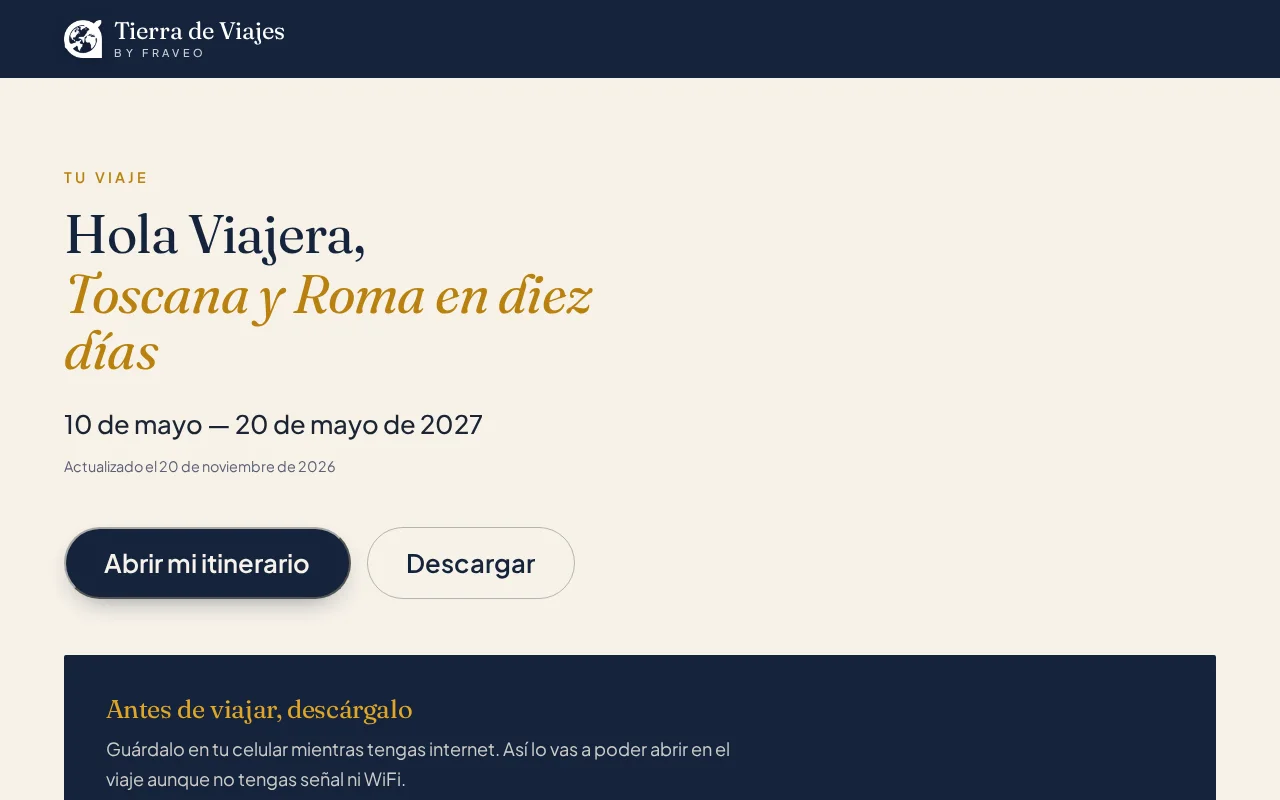 Tierra de Viajes
BY FRAVEO
TU VIAJE
Hola Viajera,
Toscana y Roma en diez
días
10 de mayo — 20 de mayo de 2027
Actualizado el 20 de noviembre de 2026
Abrir mi itinerario
Descargar
Antes de viajar, descárgalo
Guárdalo en tu celular mientras tengas internet. Así lo vas a poder abrir en el
viaje aunque no tengas señal ni WiFi.